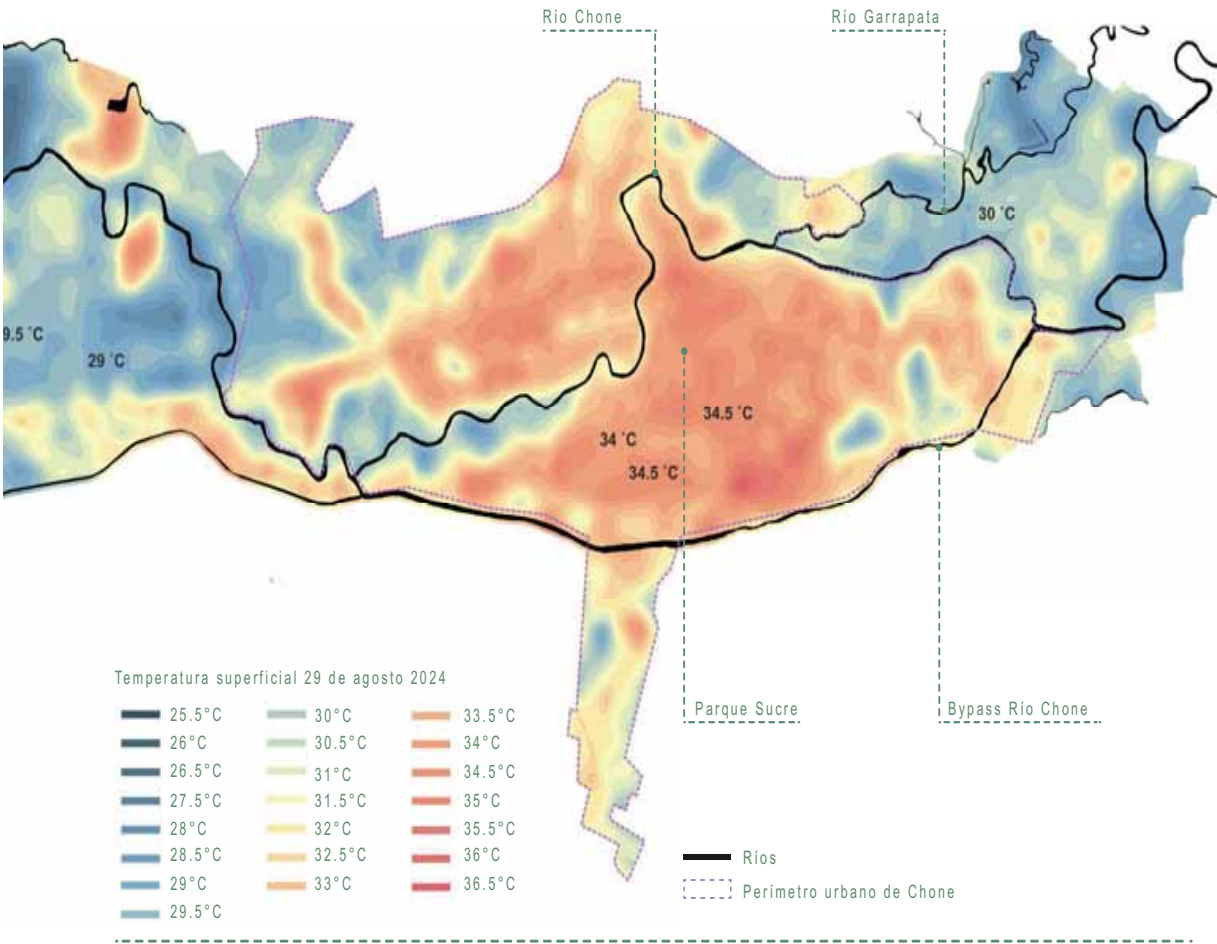 Río Chone
Río Garrapata
30 °C
9.5 °C
29 °C
34.5 °C
34 °C
34.5 °C
Parque Sucre
Bypass Río Chone
Temperatura superficial 29 de agosto 2024
25.5°C
26°C
26.5°C
27.5°C
28°C
28.5°C
29°C
29.5°C
30°C
30.5°C
31°C
31.5°C
32°C
32.5°C
33°C
33.5°C
34°C
34.5°C
35°C
35.5°C
36°C
36.5°C
Ríos
Perímetro urbano de Chone